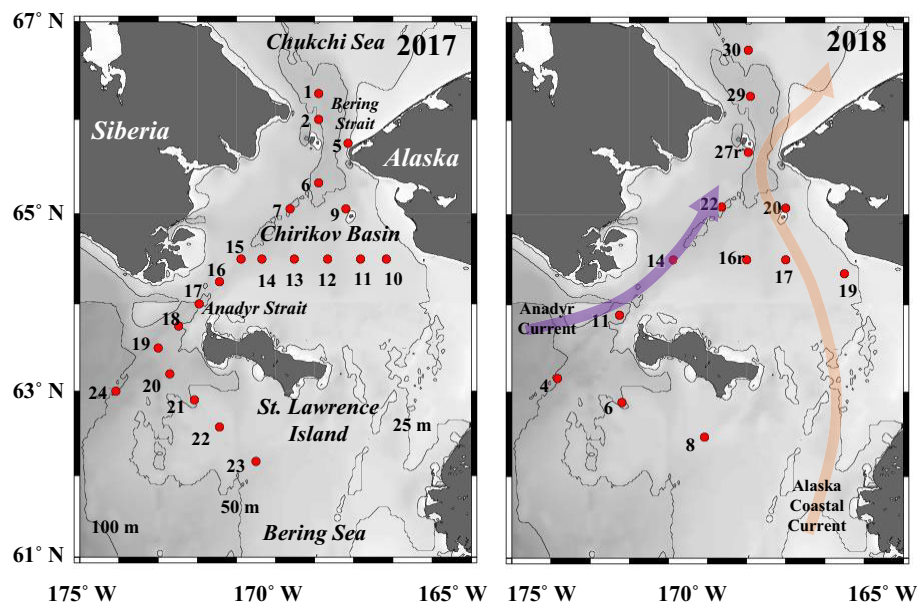 67° N
65° N
63° N
61° N
Chukchi Sea
2017
1
Bering
Strait
2
5
Siberia
Alaska
6
7
9
Chirikov Basin
15
14
13
12
11
10
16
17
Anadyr Strait
18
19
20
24
21
St. Lawrence
Island
25 m
22
23
50 m
100 m
Bering Sea
175° W
170° W
165° W
30
2018
29
27r
22
20
14
16r
17
19
Anadyr
Current
11
4
6
8
Alaska
Coastal
Current
175° W
170° W
165° W